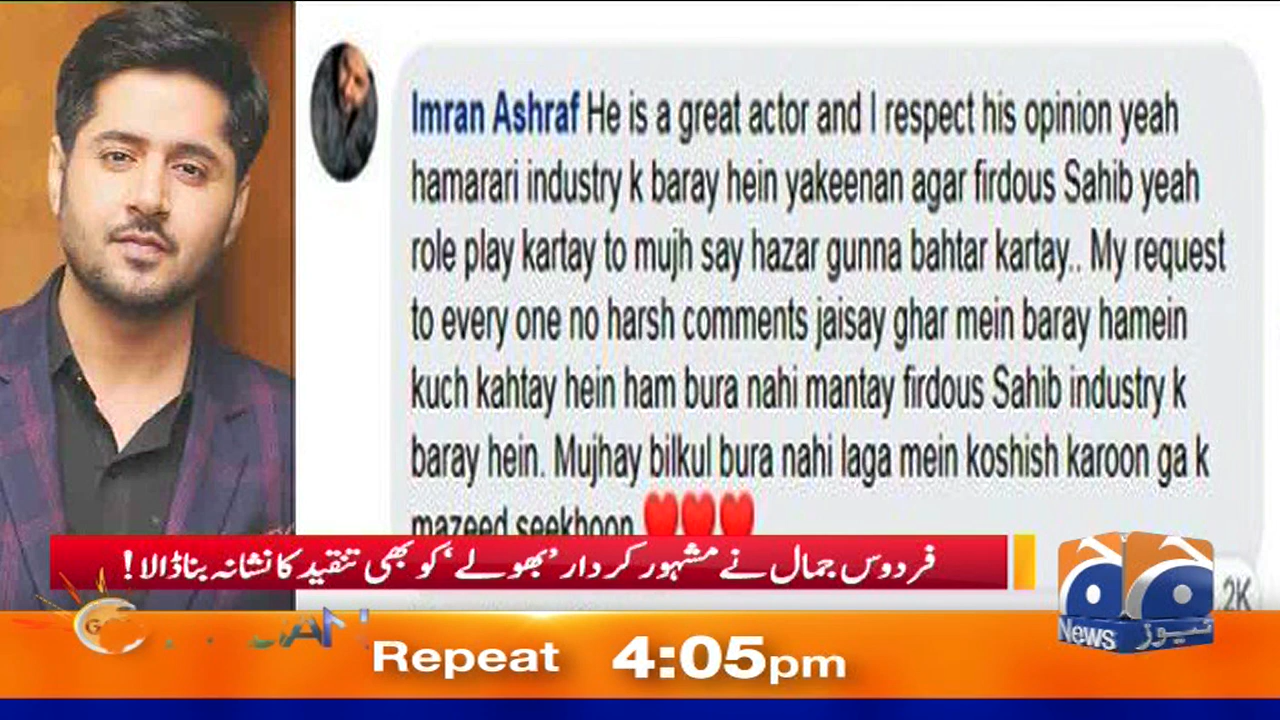 Imran Ashraf He is a great actor and I respect his opinion yeah
hamarari industry k baray hein yakeenan agar firdous Sahib yeah
role play kartay to mujh say hazar gunna bahtar kartay.. My request
to every one no harsh comments jaisay ghar mein baray hamein
kuch kahtay hein ham bura nahi mantay firdous Sahib industry k
baray hein. Mujhay bilkul bura nahi laga mein koshish karoon ga k
mazeed seekhoon ❤️❤️❤️
فردوس جمال نے مشہور کردار 'بھولے' کو بھی تنقید کا نشانہ بنا ڈالا!
2K
جیو
News نیوز
Repeat 4:05pm